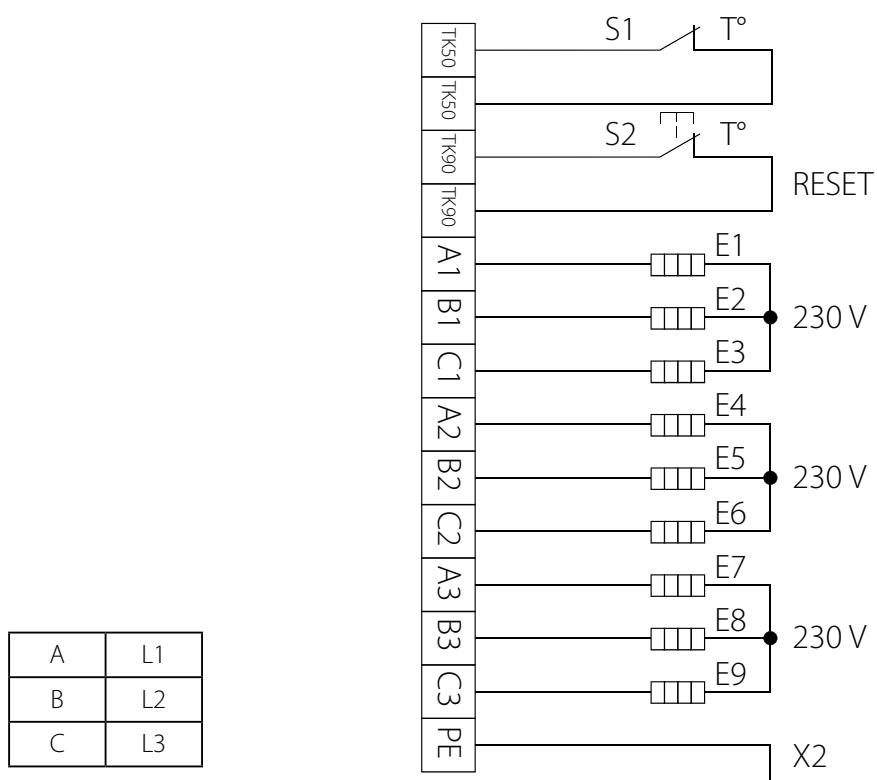 TK50 S1 T°
TK50
TK90 S2 T°
TK90 RESET
A1 E1
B1 E2 230 V
C1 E3
A2 E4
B2 E5 230 V
C2 E6
A3 E7
B3 E8 230 V
C3 E9
PE X2
A L1
B L2
C L3